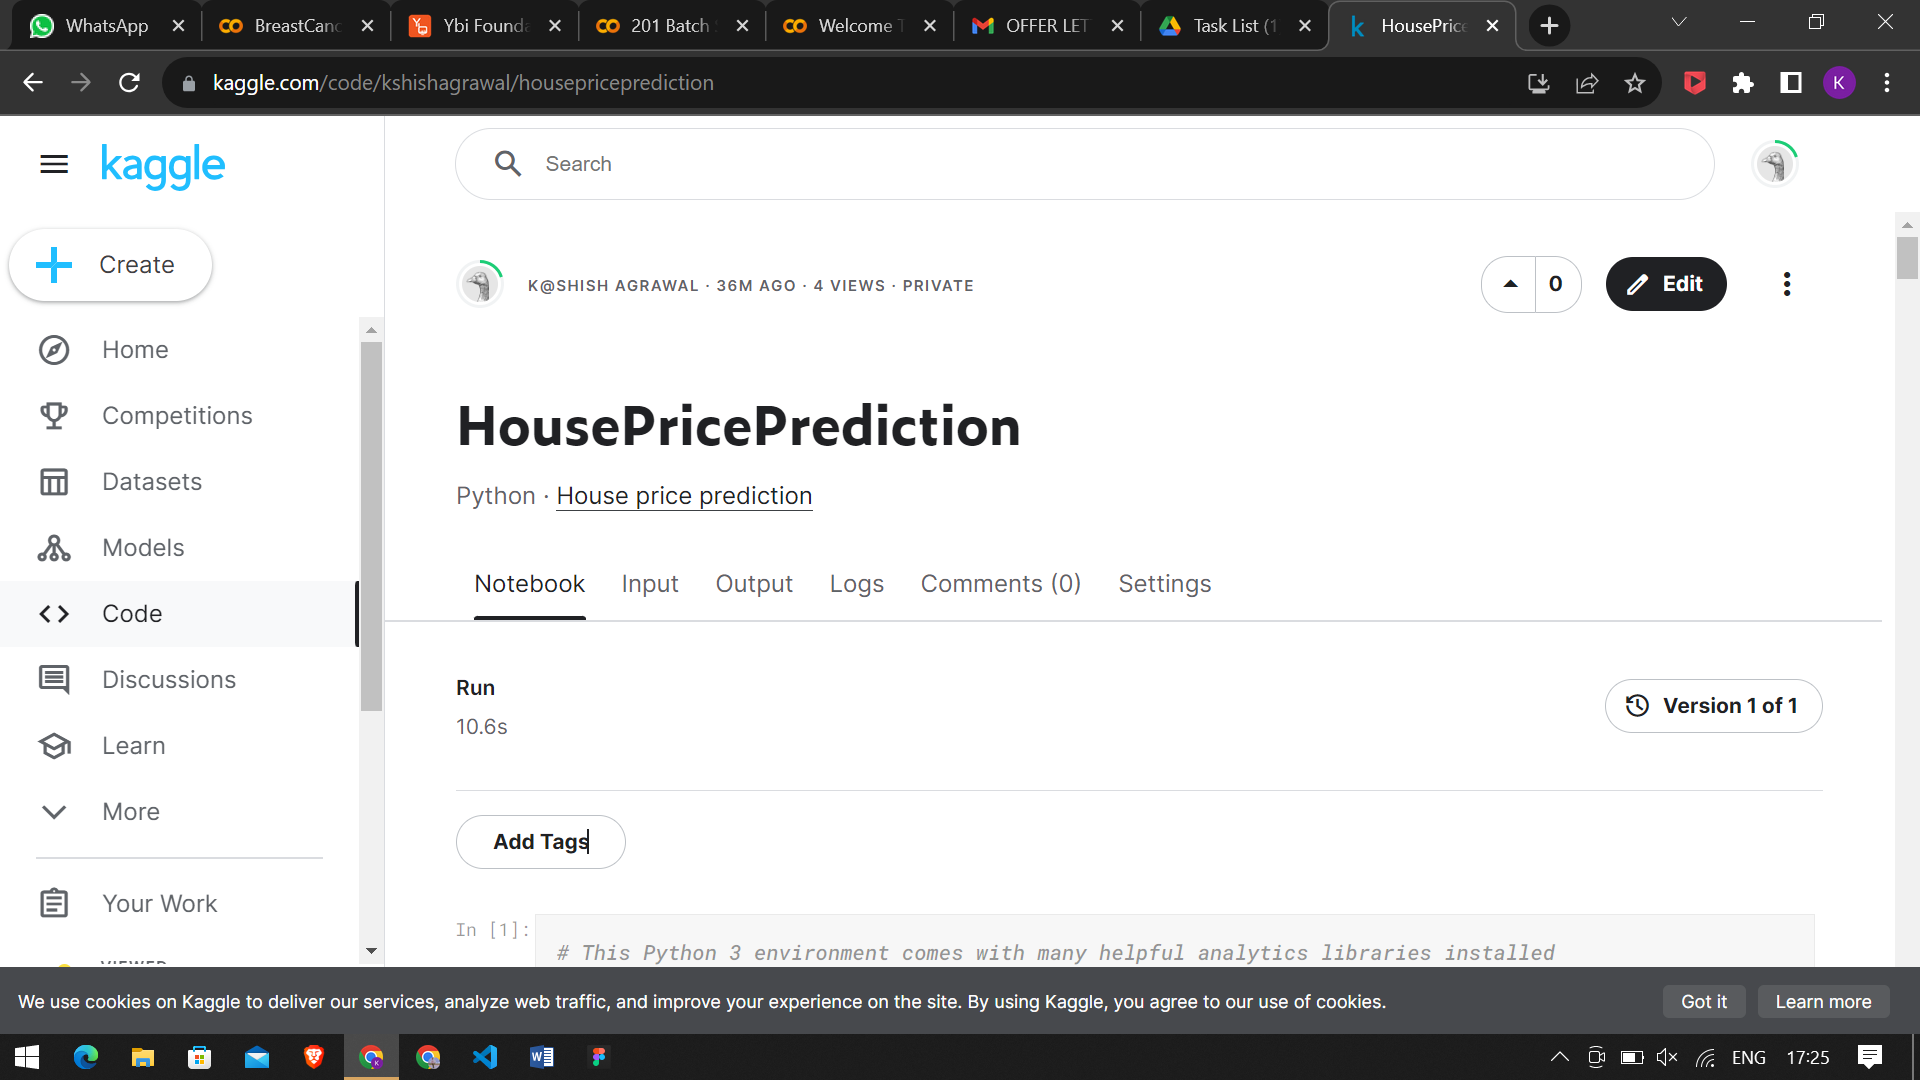 WhatsApp
BreastCanc
Ybi Founda
201 Batch
Welcome T
OFFER LET
Task List (1
HousePrice
kaggle.com/code/kshishagrawal/housepriceprediction
K
kaggle
Search
Create
K@SHISH AGRAWAL · 36M AGO · 4 VIEWS · PRIVATE
0
Edit
Home
Competitions
Datasets
Models
Code
Discussions
Learn
More
Your Work
VIEWED
HousePricePrediction
Python · House price prediction
Notebook
Input
Output
Logs
Comments (0)
Settings
Run
10.6s
Version 1 of 1
Add Tags
In [1]:
# This Python 3 environment comes with many helpful analytics libraries installed
We use cookies on Kaggle to deliver our services, analyze web traffic, and improve your experience on the site. By using Kaggle, you agree to our use of cookies.
Got it
Learn more
ENG
17:25